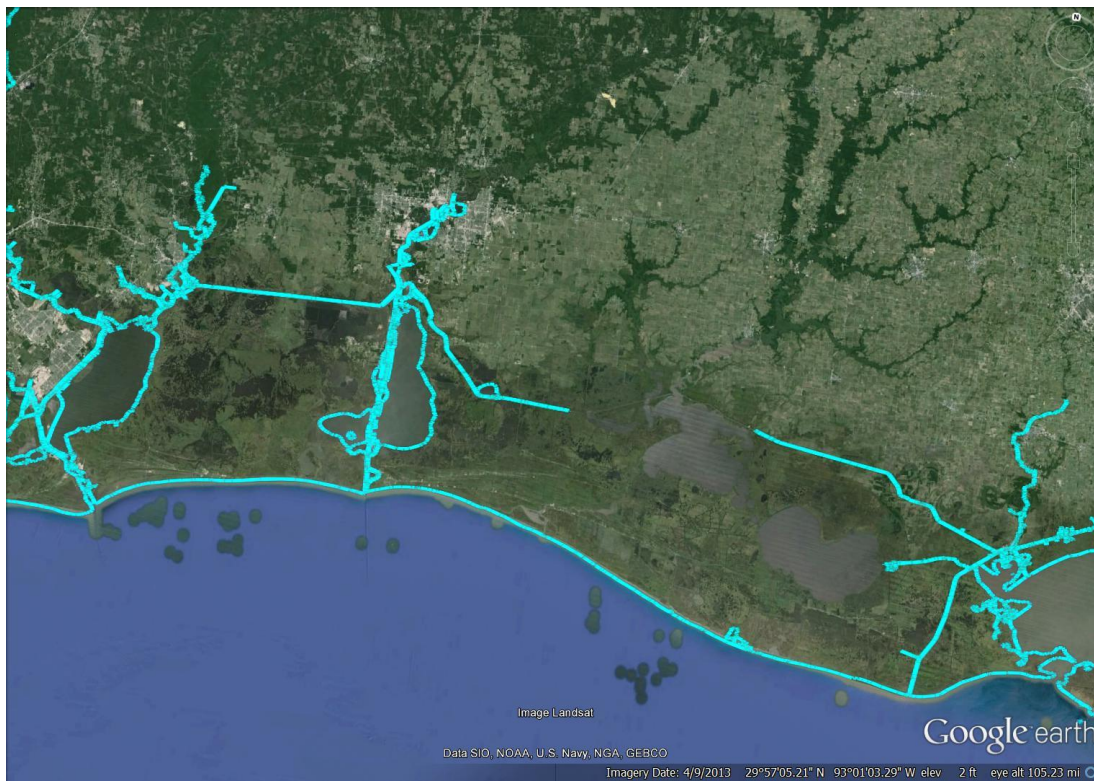 N
Image Landsat
Data SIO, NOAA, U.S. Navy, NGA, GEBCO
Google earth
Imagery Date: 4/9/2013 29°57'05.21" N 93°01'03.29" W elev 2 ft eye alt 105.23 mi